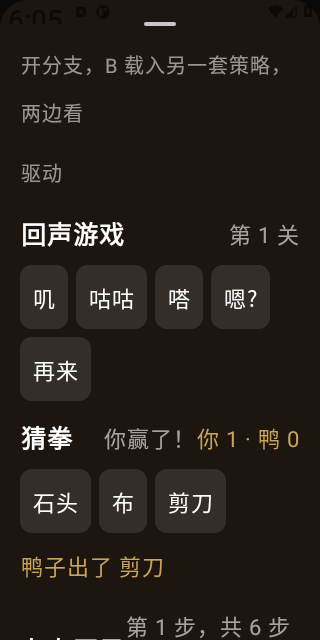 6:05
开分支，B 载入另一套策略，
两边看
驱动
回声游戏 第 1 关
叽 咕咕 嗒 嗯?
再来
猜拳 你赢了！ 你 1 · 鸭 0
石头 布 剪刀
鸭子出了 剪刀
第 1 步，共 6 步